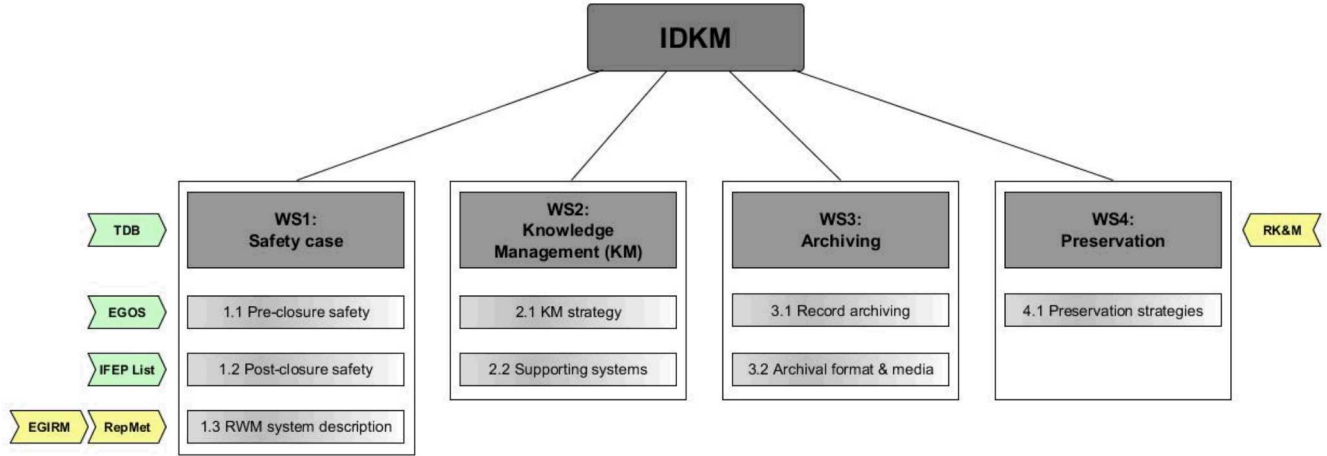 IDKM
TDB
WS1:
Safety case
WS2:
Knowledge
Management (KM)
WS3:
Archiving
WS4:
Preservation
RK&M
EGOS
1.1 Pre-closure safety
2.1 KM strategy
3.1 Record archiving
4.1 Preservation strategies
IFEP List
1.2 Post-closure safety
2.2 Supporting systems
3.2 Archival format & media
EGIRM
RepMet
1.3 RWM system description